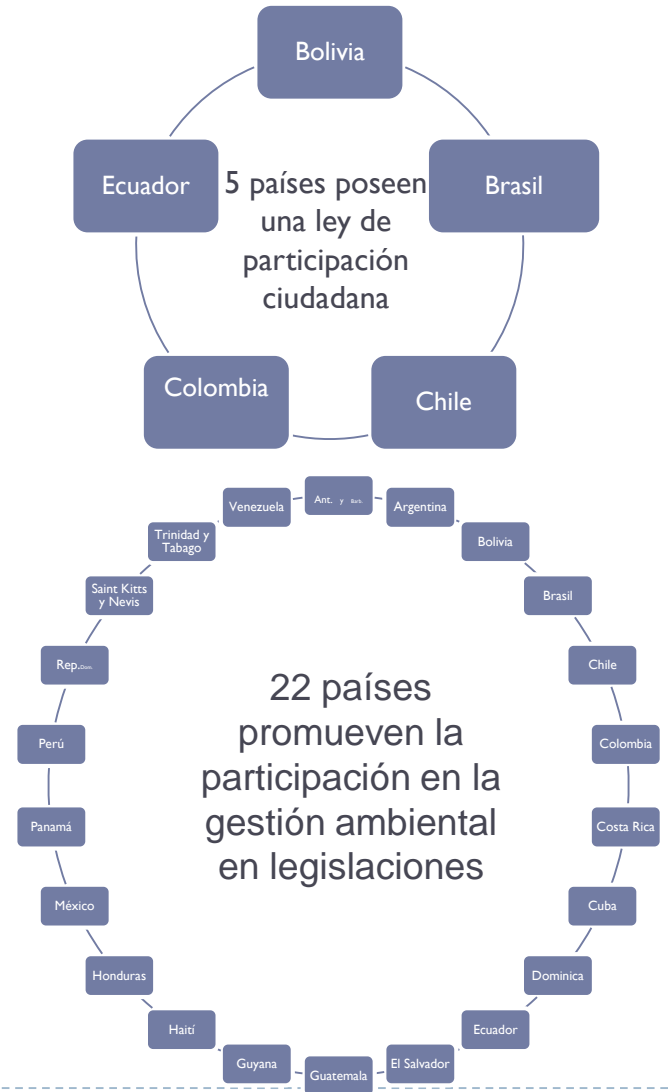 Bolivia
Ecuador
5 países poseen
una ley de
participación
ciudadana
Brasil
Colombia
Chile
Ant. y Barb.
Argentina
Bolivia
Brasil
Chile
Colombia
Costa Rica
Cuba
Dominica
Ecuador
El Salvador
Guatemala
Guyana
Haití
Honduras
México
Panamá
Perú
Rep.Dom.
Saint Kitts
y Nevis
Trinidad y
Tabago
Venezuela
22 países
promueven la
participación en la
gestión ambiental
en legislaciones